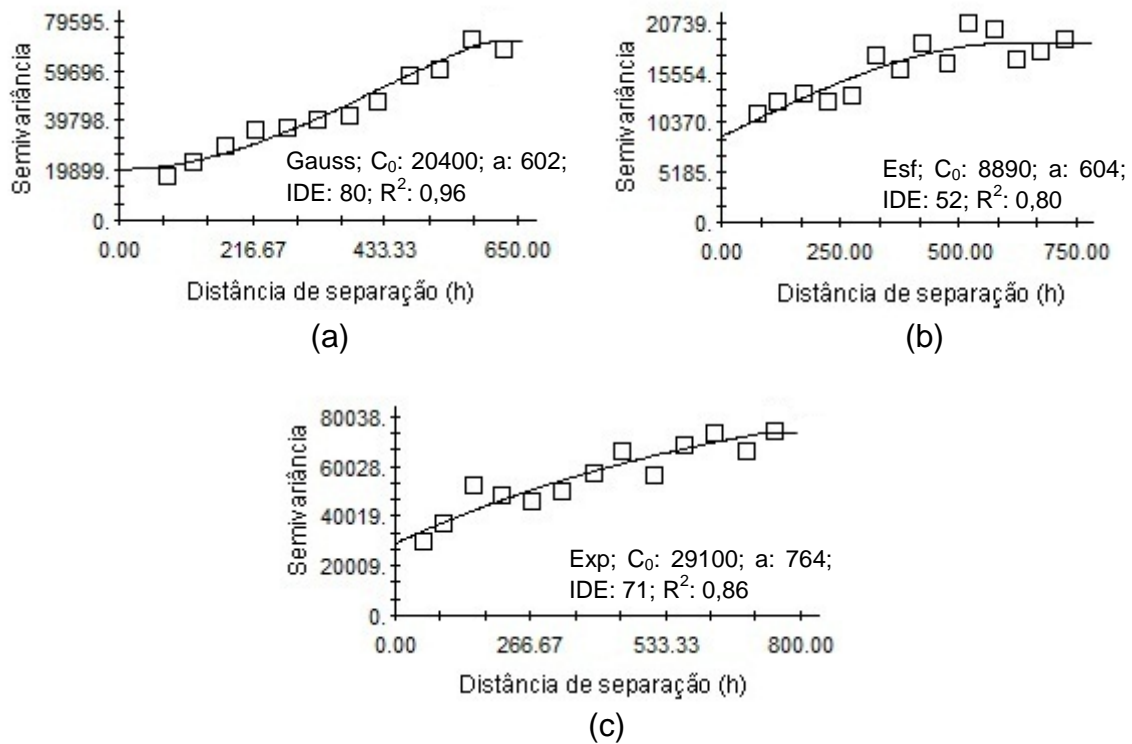 79595.
59696.
39798.
19899.
0.
Semivariância
Gauss; C₀: 20400; a: 602;
IDE: 80; R²: 0,96
0.00 216.67 433.33 650.00
Distância de separação (h)
(a)
20739.
15554.
10370.
5185.
0.
Semivariância
Esf; C₀: 8890; a: 604;
IDE: 52; R²: 0,80
0.00 250.00 500.00 750.00
Distância de separação (h)
(b)
80038.
60028.
40019.
20009.
0.
Semivariância
Exp; C₀: 29100; a: 764;
IDE: 71; R²: 0,86
0.00 266.67 533.33 800.00
Distância de separação (h)
(c)